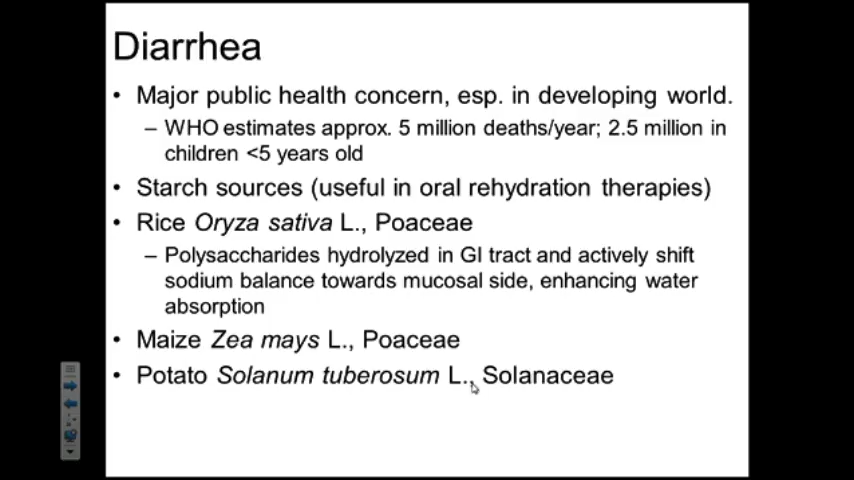 Diarrhea
• Major public health concern, esp. in developing world.
– WHO estimates approx. 5 million deaths/year; 2.5 million in
children <5 years old
• Starch sources (useful in oral rehydration therapies)
• Rice Oryza sativa L., Poaceae
– Polysaccharides hydrolyzed in GI tract and actively shift
sodium balance towards mucosal side, enhancing water
absorption
• Maize Zea mays L., Poaceae
• Potato Solanum tuberosum L., Solanaceae